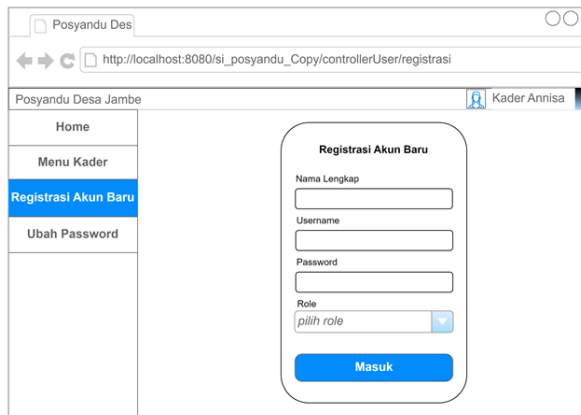 Posyandu Des
http://localhost:8080/si_posyandu_Copy/controllerUser/registrasi
Posyandu Desa Jambe
Kader Annisa
Home
Menu Kader
Registrasi Akun Baru
Ubah Password
Registrasi Akun Baru
Nama Lengkap
Username
Password
Role
pilih role
Masuk